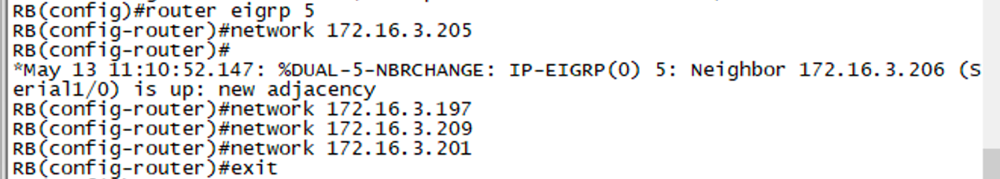 RB(config)#router eigrp 5
RB(config-router)#network 172.16.3.205
RB(config-router)#
*May 13 11:10:52.147: %DUAL-5-NBRCHANGE: IP-EIGRP(0) 5: Neighbor 172.16.3.206 (S
erial1/0) is up: new adjacency
RB(config-router)#network 172.16.3.197
RB(config-router)#network 172.16.3.209
RB(config-router)#network 172.16.3.201
RB(config-router)#exit